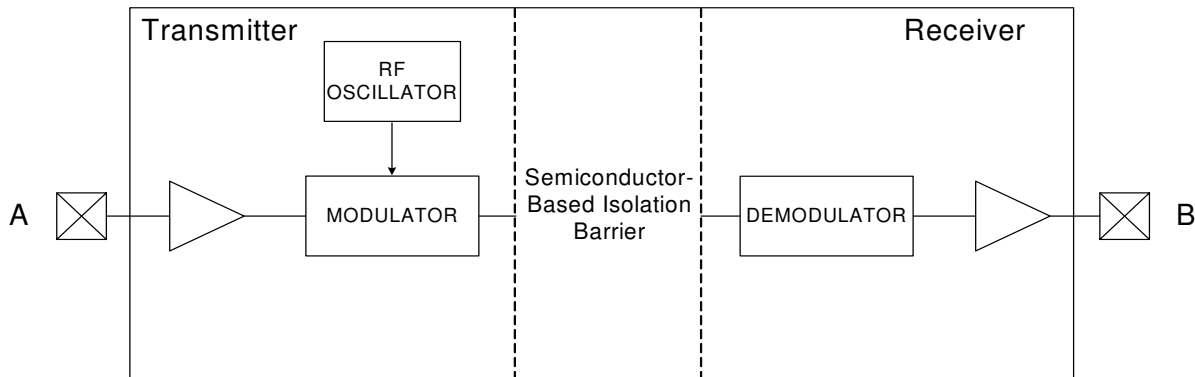 Transmitter
Receiver
RF
OSCILLATOR
A
MODULATOR
Semiconductor-
Based Isolation
Barrier
DEMODULATOR
B